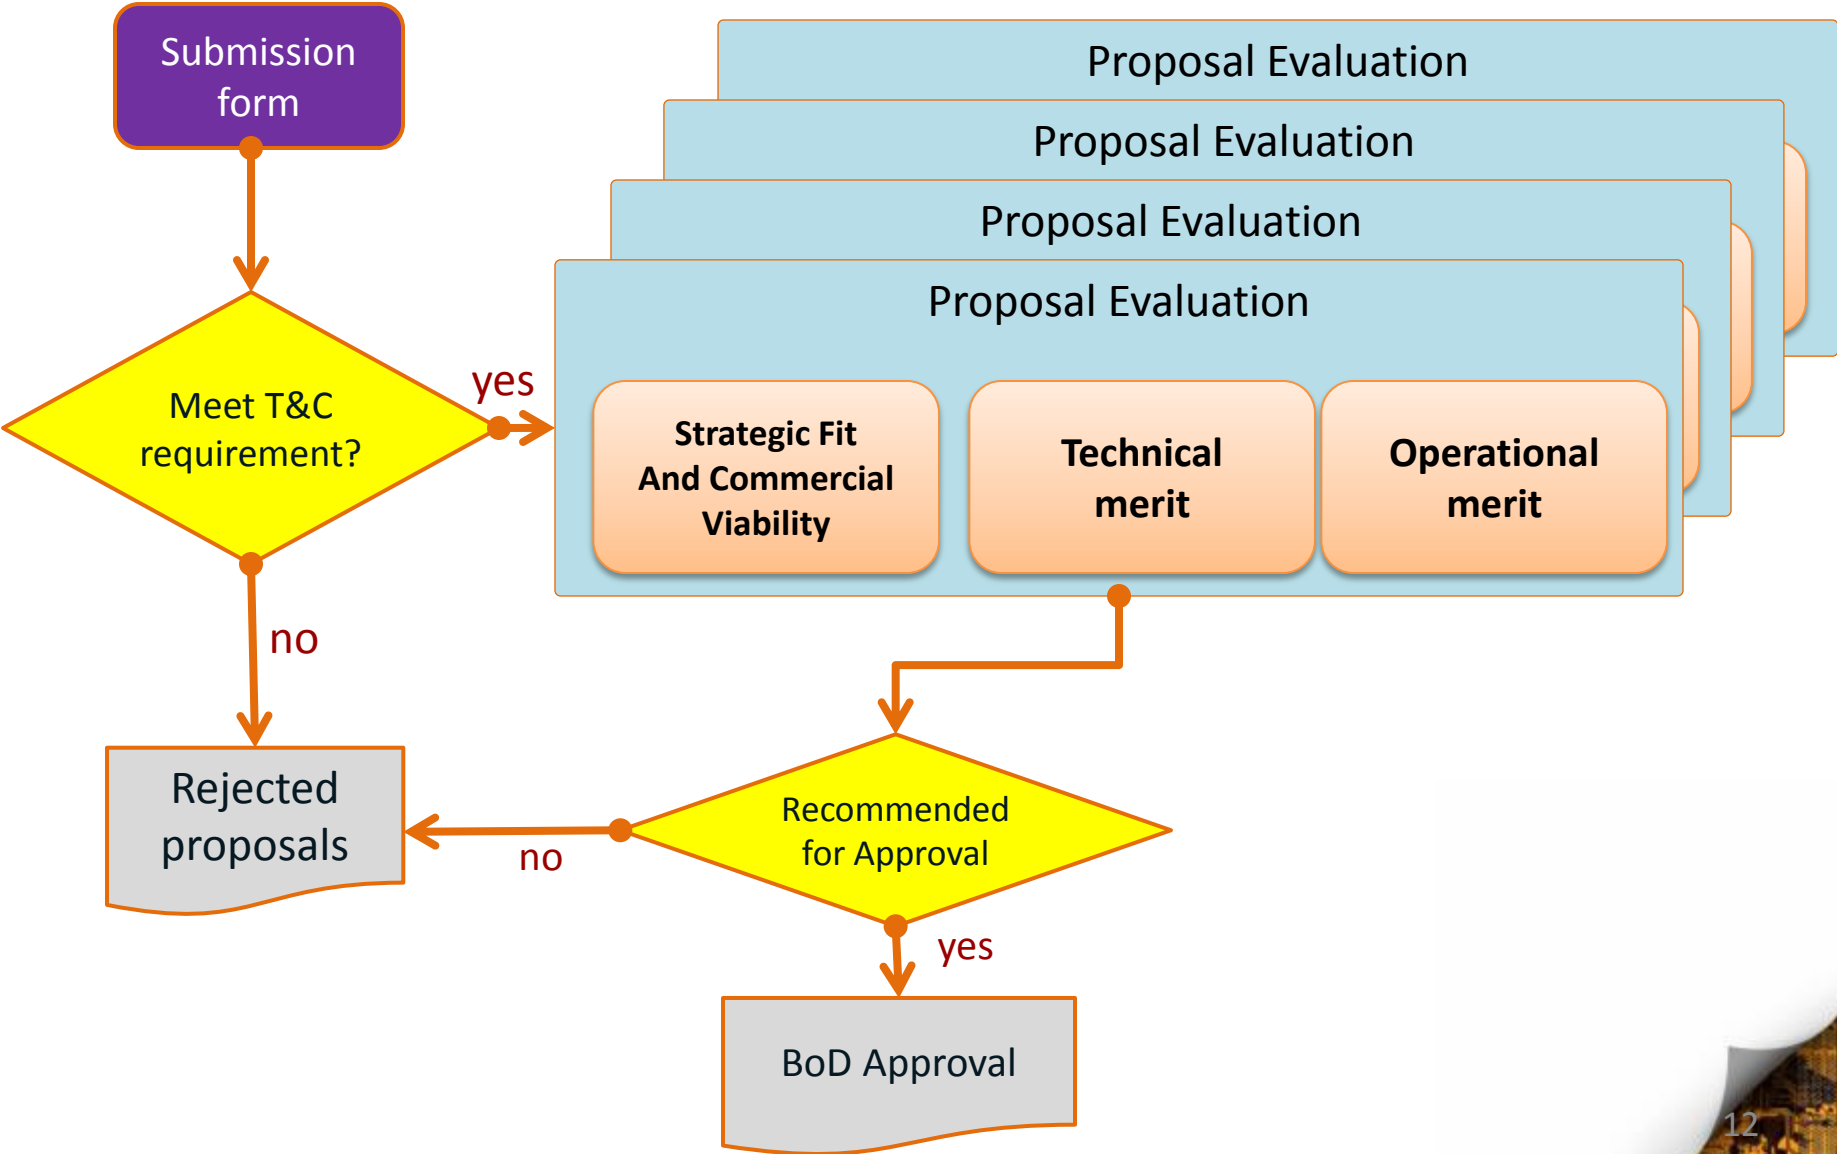 Submission
form
Proposal Evaluation
Proposal Evaluation
Proposal Evaluation
Proposal Evaluation
Meet T&C
requirement?
yes
Strategic Fit
And Commercial
Viability
Technical
merit
Operational
merit
no
Rejected
proposals
no
Recommended
for Approval
yes
BoD Approval
12